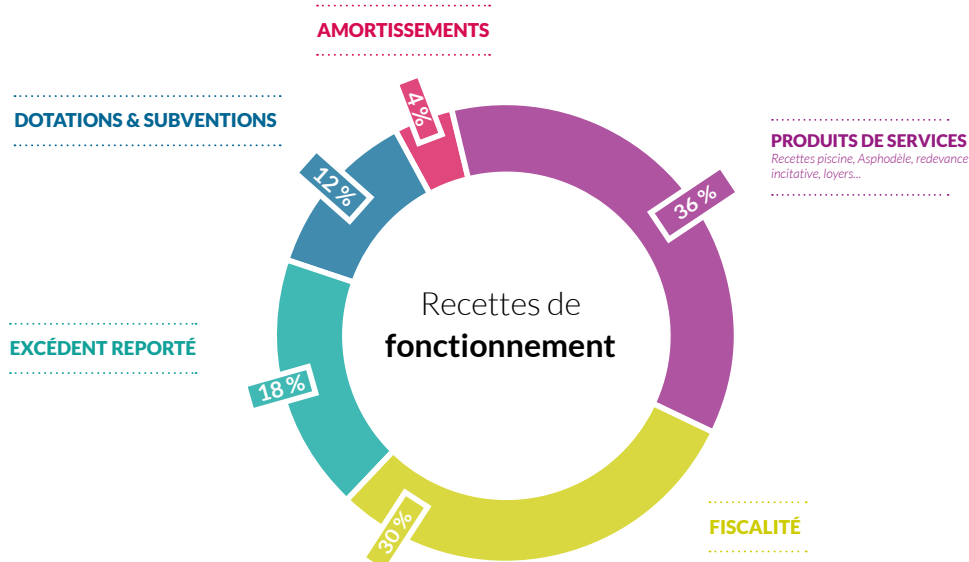 AMORTISSEMENTS
4 %
DOTATIONS & SUBVENTIONS
12 %
PRODUITS DE SERVICES
Recettes piscine, Asphodèle, redevance
incitative, loyers...
36 %
Recettes de
fonctionnement
EXCÉDENT REPORTÉ
18 %
FISCALITÉ
30 %